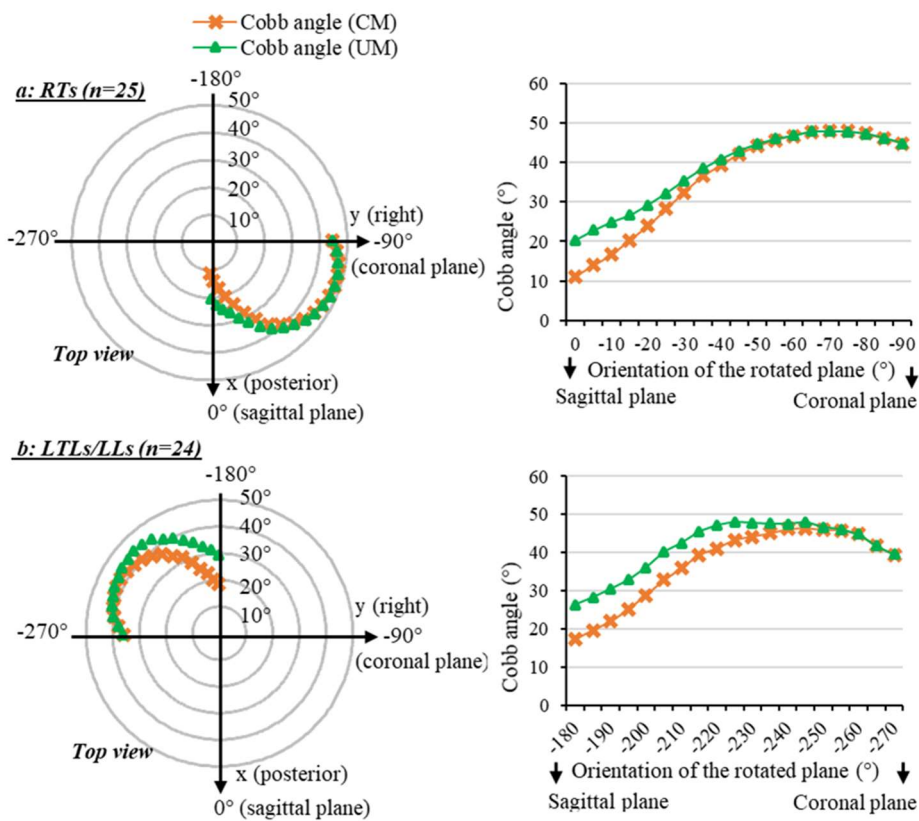 Cobb angle (CM)
Cobb angle (UM)
a: RTs (n=25)
-180°
50°
40°
30°
20°
10°
y (right)
-270°
-90°
(coronal plane)
Top view
x (posterior)
0° (sagittal plane)
60
50
40
30
20
10
0
Cobb angle (°)
0 -10 -20 -30 -40 -50 -60 -70 -80 -90
Orientation of the rotated plane (°)
Sagittal plane
Coronal plane
b: LTLs/LLs (n=24)
-180°
50°
40°
30°
20°
10°
y (right)
-270°
-90°
(coronal plane)
Top view
x (posterior)
0° (sagittal plane)
60
50
40
30
20
10
0
Cobb angle (°)
-180 -190 -200 -210 -220 -230 -240 -250 -260 -270
Orientation of the rotated plane (°)
Sagittal plane
Coronal plane